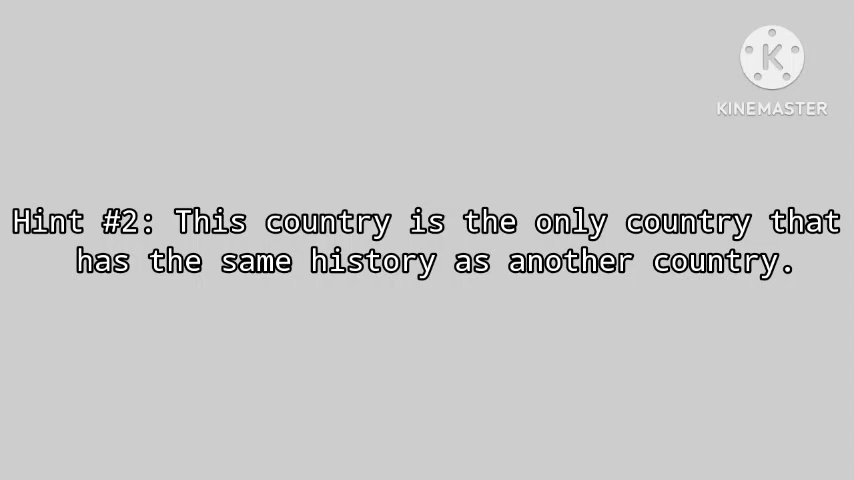 KINEMASTER
Hint #2: This country is the only country that
has the same history as another country.